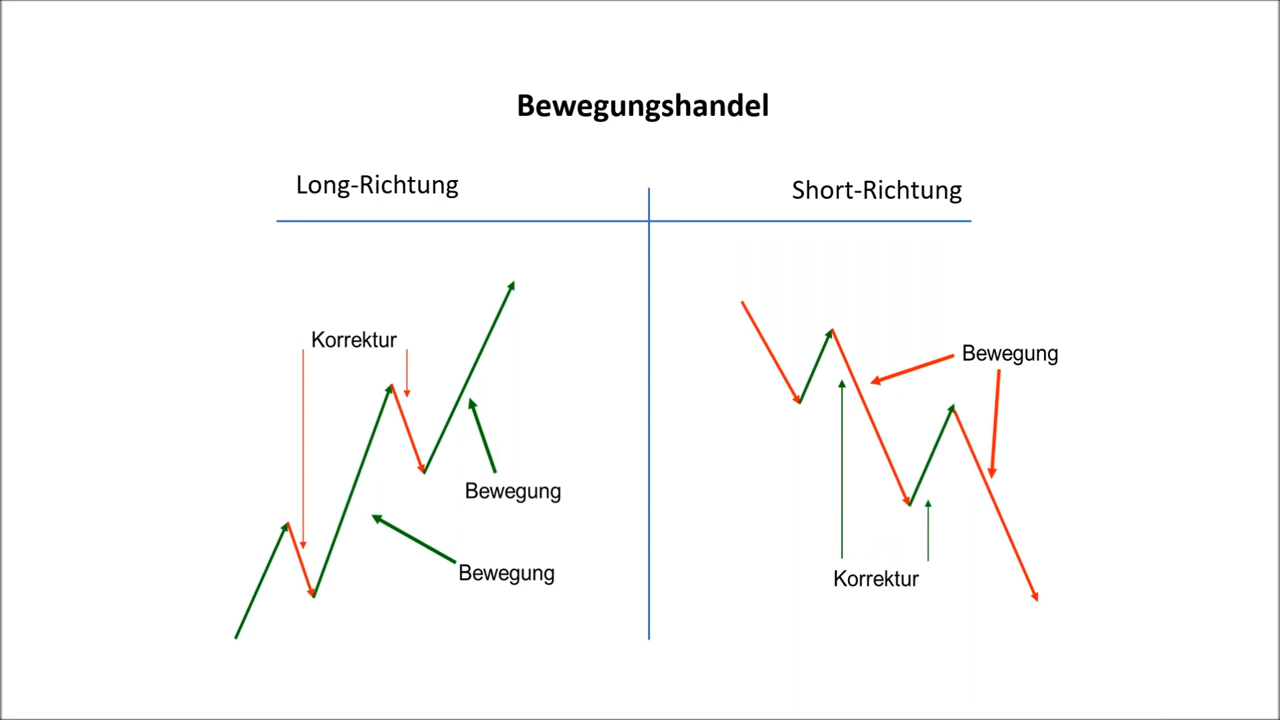 Bewegungshandel
Long-Richtung
Short-Richtung
Korrektur
Bewegung
Bewegung
Bewegung
Korrektur